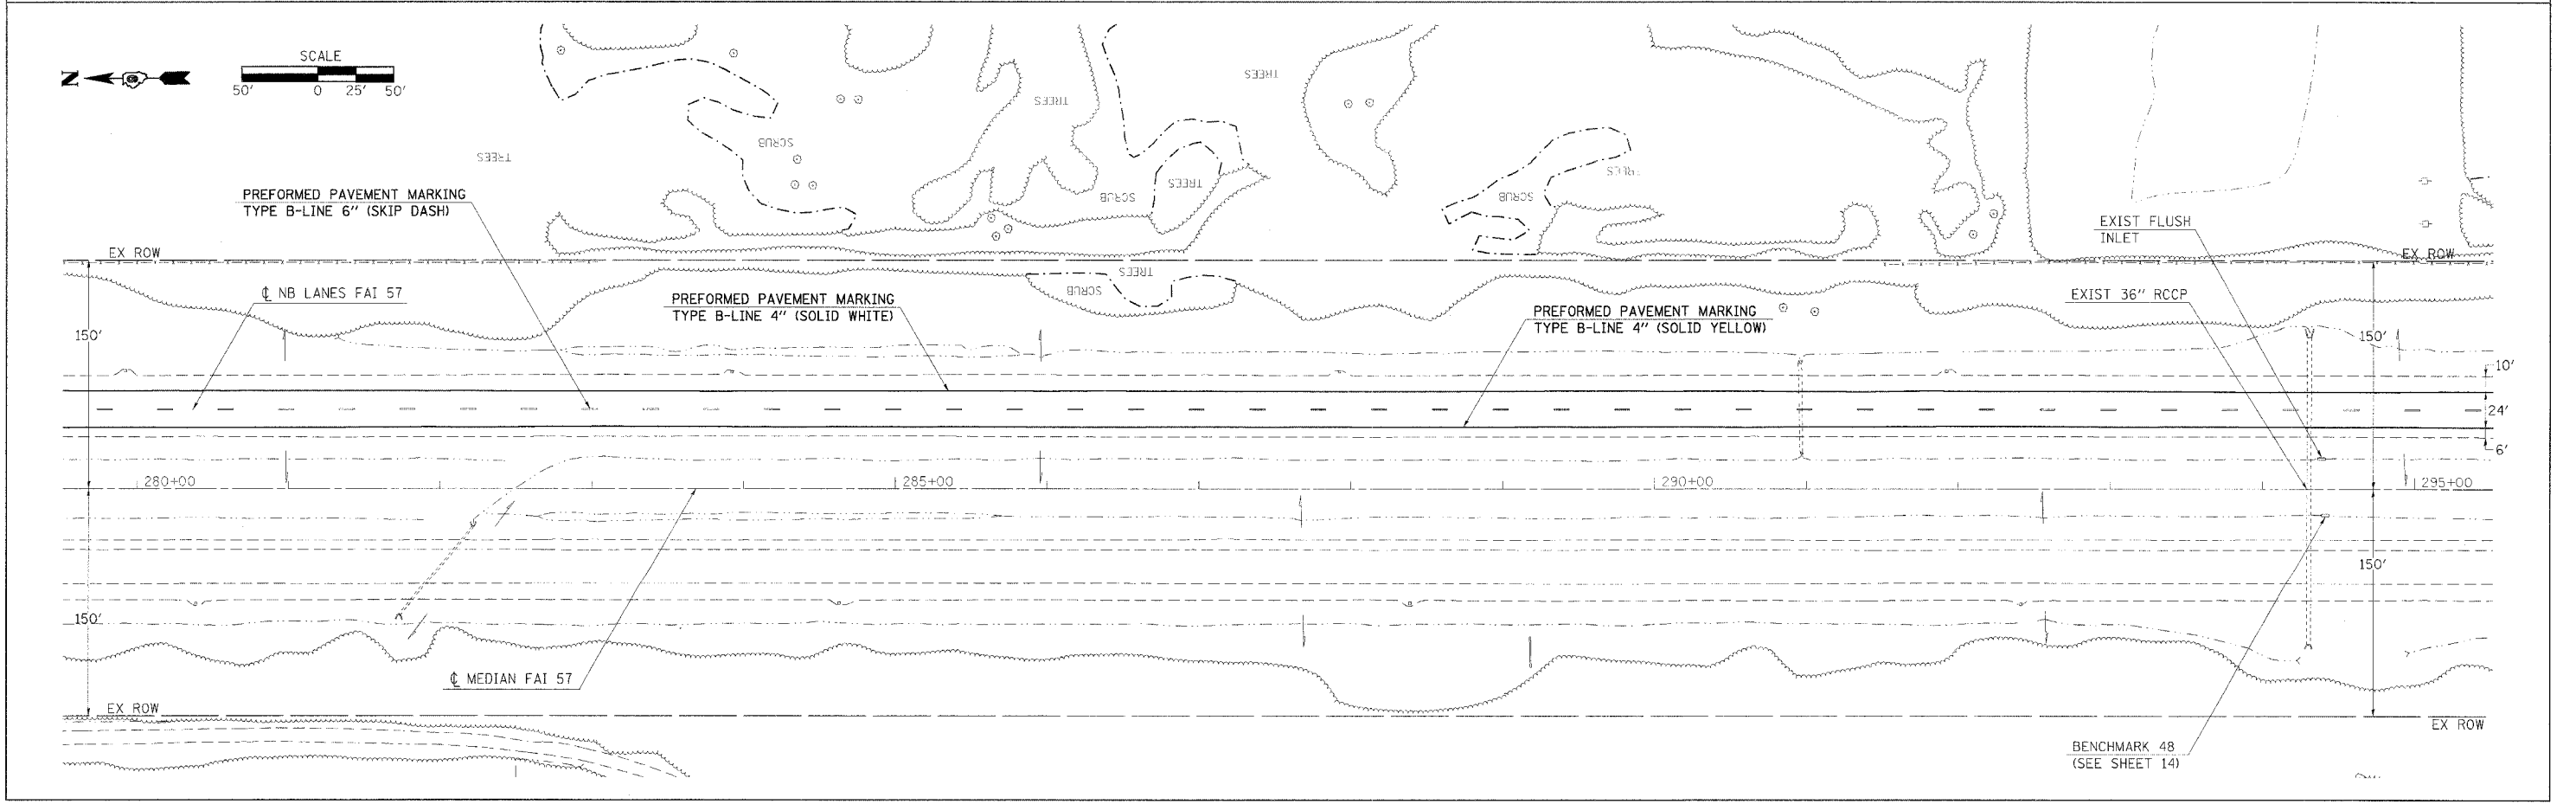 SCALE
N
50' 0 25' 50'
TREES
TREES
SCRUB
TREES
TREES
SCRUB
TREES
SCRUB
PREFORMED PAVEMENT MARKING
TYPE B-LINE 6" (SKIP DASH)
EXIST FLUSH
INLET
EX ROW
EX ROW
TREES
SCRUB
℄ NB LANES FAI 57
PREFORMED PAVEMENT MARKING
TYPE B-LINE 4" (SOLID WHITE)
EXIST 36" RCCP
PREFORMED PAVEMENT MARKING
TYPE B-LINE 4" (SOLID YELLOW)
150'
150'
10'
24'
6'
280+00
285+00
290+00
295+00
150'
150'
℄ MEDIAN FAI 57
EX ROW
EX ROW
BENCHMARK 48
(SEE SHEET 14)